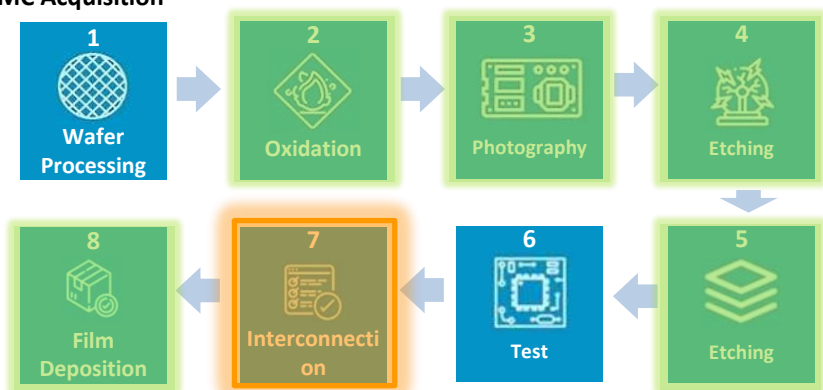 MC Acquisition
1
Wafer
Processing
2
Oxidation
3
Photography
4
Etching
8
Film
Deposition
7
Interconnecti
on
6
Test
5
Etching